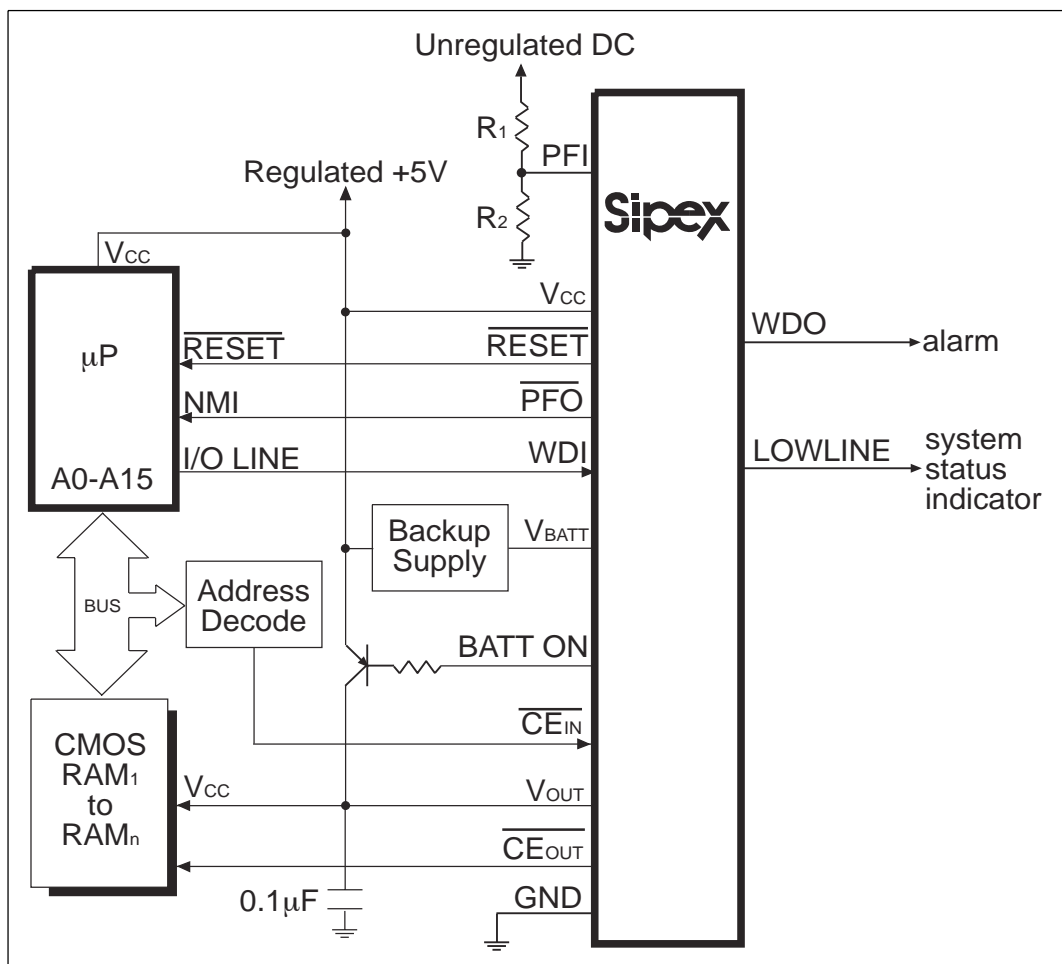 Unregulated DC
R1
PFI
Regulated +5V
R2
Sipex
VCC
VCC
WDO
alarm
μP
RESET
RESET
NMI
PFO
I/O LINE
WDI
LOWLINE
system
status
indicator
A0-A15
Backup
Supply
VBATT
BUS
Address
Decode
BATT ON
CEIN
CMOS
RAM1
to
RAMn
VCC
VOUT
CEOUT
0.1μF
GND